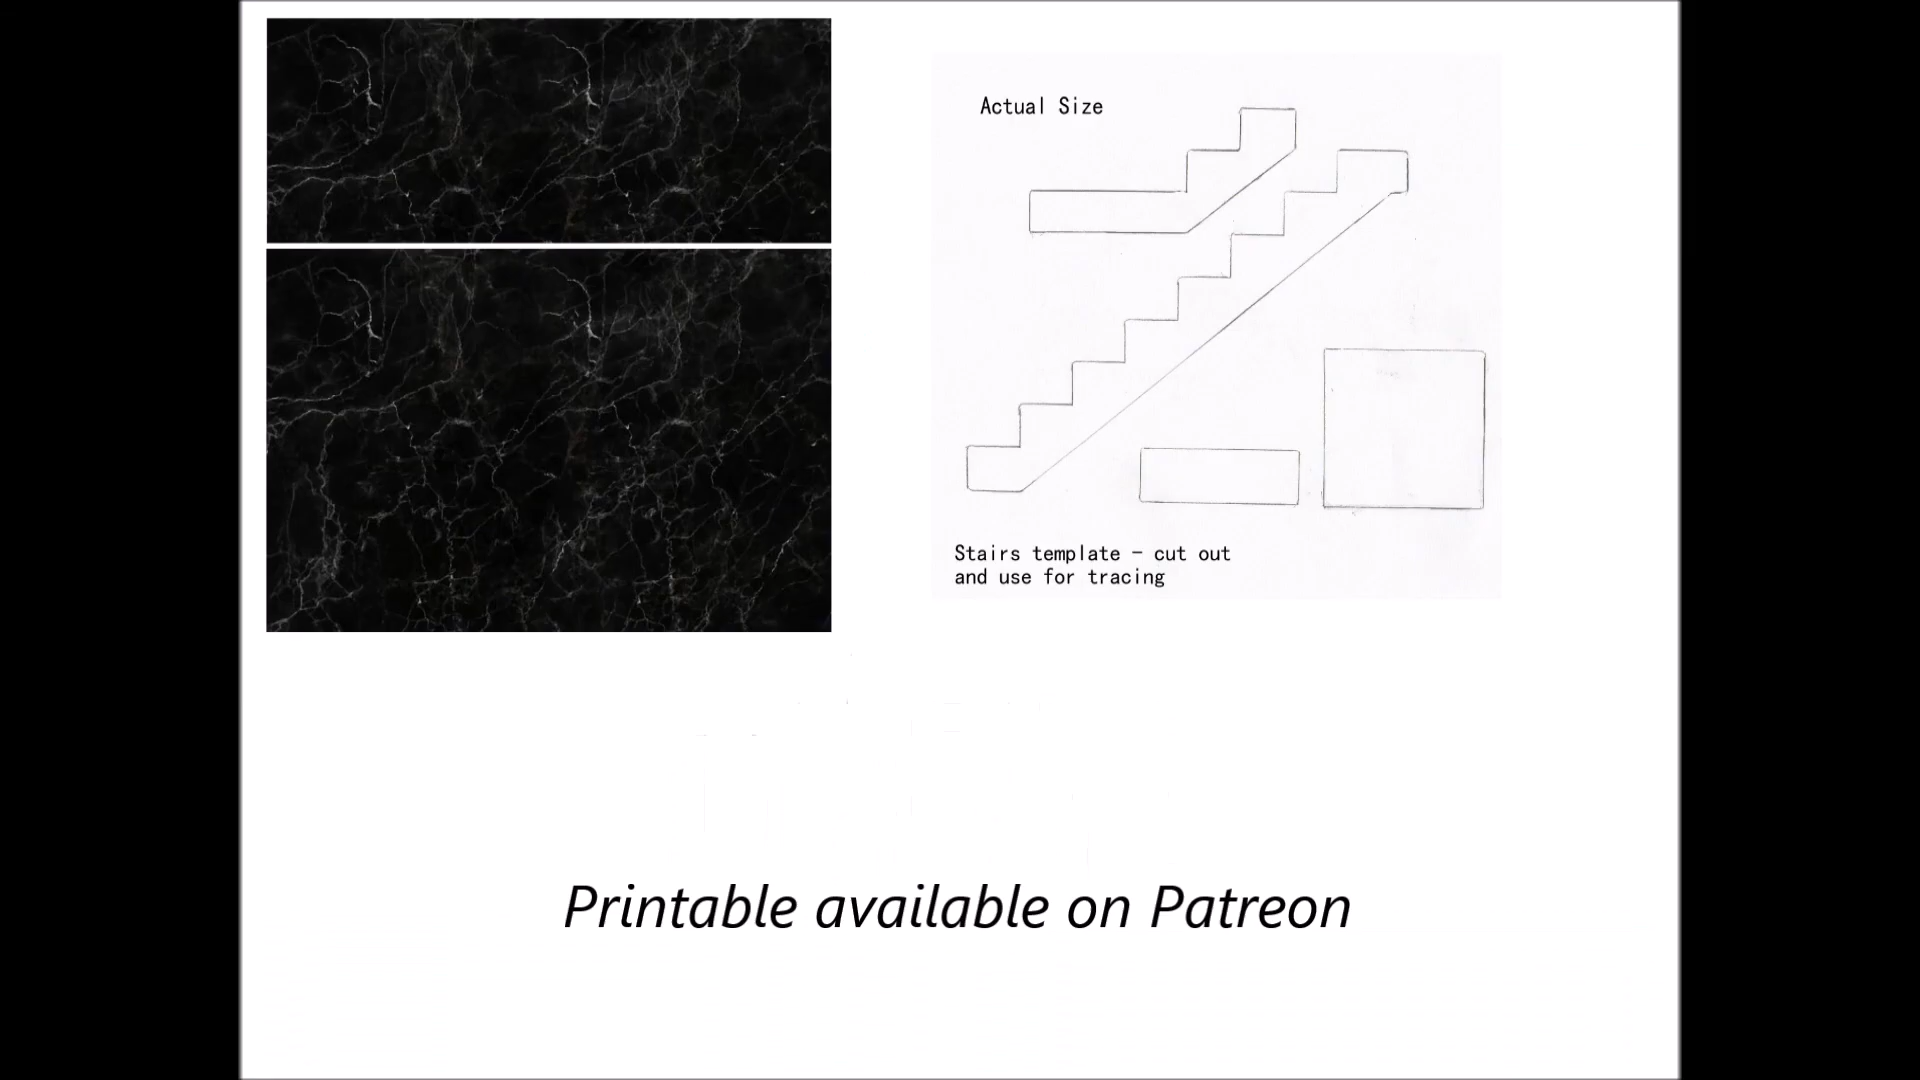 Actual Size
Stairs template - cut out
and use for tracing
Printable available on Patreon